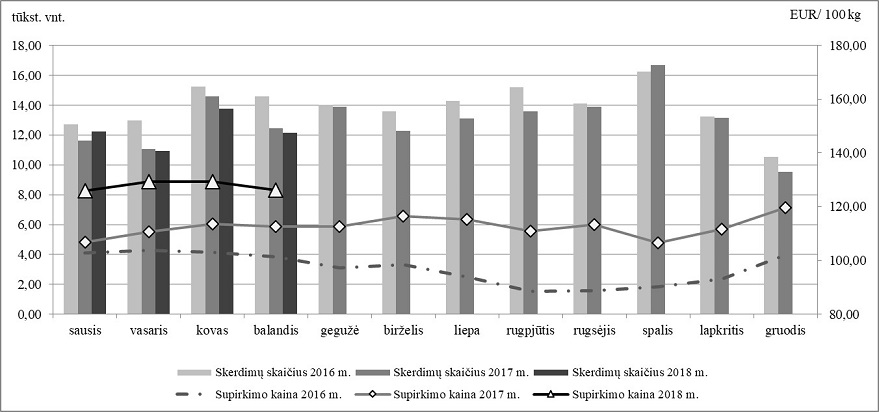 tūkst. vnt. EUR/ 100 kg
18,00 180,00
16,00 160,00
14,00
12,00 140,00
10,00
8,00 120,00
6,00
4,00 100,00
2,00
0,00 80,00
sausis vasaris kovas balandis gegužė birželis liepa rugpjūtis rugsėjis spalis lapkritis gruodis
Skerdimų skaičius 2016 m. Skerdimų skaičius 2017 m. Skerdimų skaičius 2018 m.
Supirkimo kaina 2016 m. Supirkimo kaina 2017 m. Supirkimo kaina 2018 m.